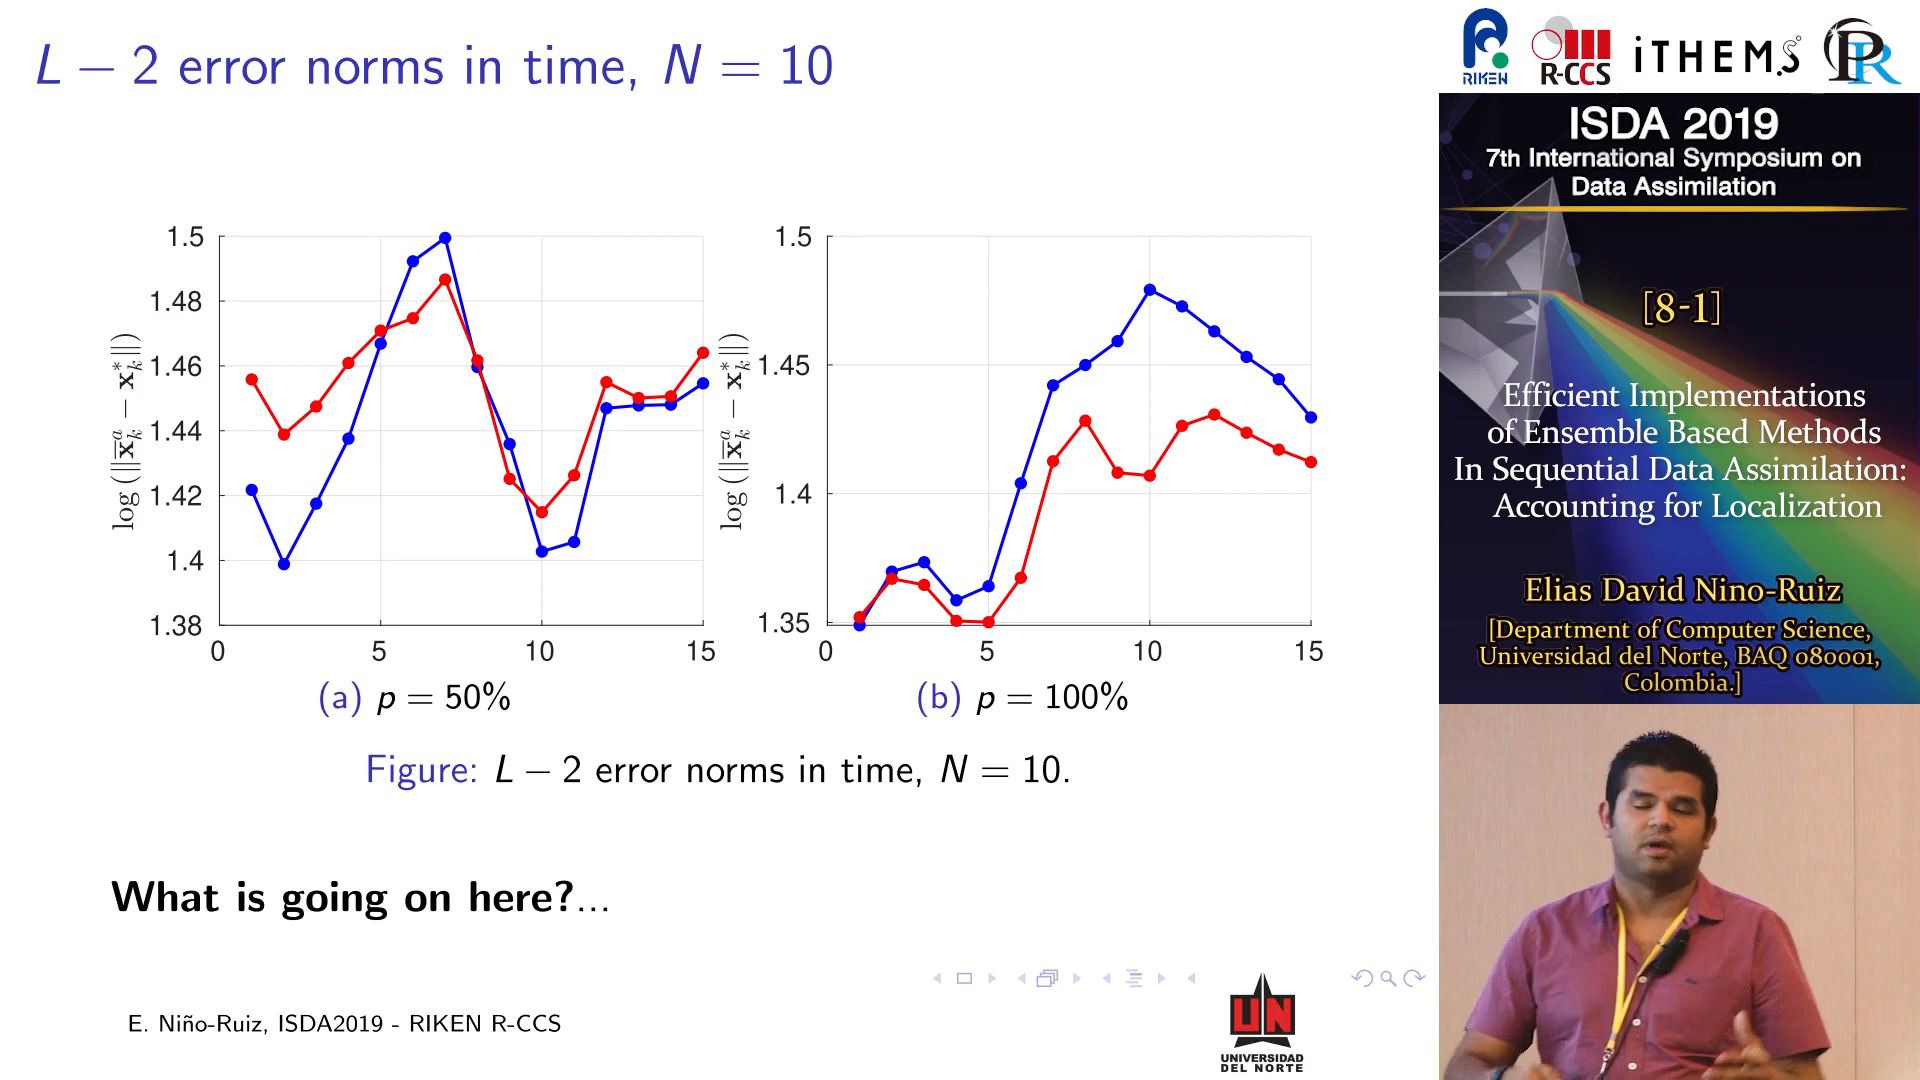 L − 2 error norms in time, N = 10
1.5
1.48
1.46
1.44
1.42
1.4
1.38
0 5 10 15
log (‖x̄ᵃₖ − x*ₖ‖)
(a) p = 50%
1.5
1.45
1.4
1.35
0 5 10 15
log (‖x̄ᵃₖ − x*ₖ‖)
(b) p = 100%
Figure: L − 2 error norms in time, N = 10.
What is going on here?...
E. Niño-Ruiz, ISDA2019 - RIKEN R-CCS
UN
UNIVERSIDAD
DEL NORTE
RIKEN
R-CCS
iTHEMS
PR
ISDA 2019
7th International Symposium on
Data Assimilation
[8-1]
Efficient Implementations
of Ensemble Based Methods
In Sequential Data Assimilation:
Accounting for Localization
Elias David Nino-Ruiz
[Department of Computer Science,
Universidad del Norte, BAQ 080001,
Colombia.]